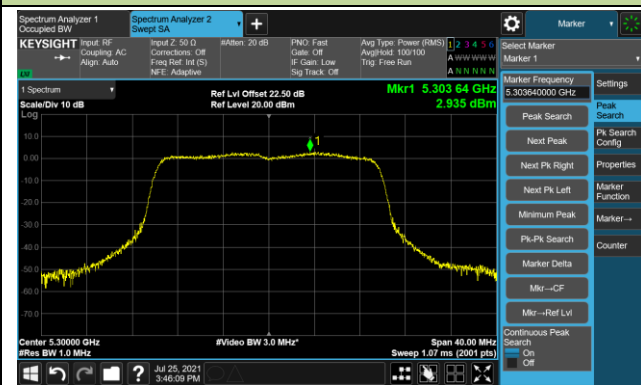 Spectrum Analyzer 1
Occupied BW
Spectrum Analyzer 2
Swept SA
+
Marker
KEYSIGHT
Input: RF
Coupling: AC
Align: Auto
Input Z: 50 Ω
Corrections: Off
Freq Ref: Int (S)
NFE: Adaptive
#Atten: 20 dB
PNO: Fast
Gate: Off
IF Gain: Low
Sig Track: Off
Avg Type: Power (RMS)
Avg|Hold: 100/100
Trig: Free Run
1 2 3 4 5 6
A W W W W W
A N N N N N
Select Marker
Marker 1
LXI
1 Spectrum
Scale/Div 10 dB
Log
Ref Lvl Offset 22.50 dB
Ref Level 20.00 dBm
Mkr1 5.303 64 GHz
2.935 dBm
1
10.0
0.00
-10.0
-20.0
-30.0
-40.0
-50.0
-60.0
-70.0
Center 5.30000 GHz
#Res BW 1.0 MHz
#Video BW 3.0 MHz*
Span 40.00 MHz
Sweep 1.07 ms (2001 pts)
Marker Frequency
5.303640000 GHz
Peak Search
Next Peak
Next Pk Right
Next Pk Left
Minimum Peak
Pk-Pk Search
Marker Delta
Mkr→CF
Mkr→Ref Lvl
Continuous Peak
Search
On
Off
Settings
Peak
Search
Pk Search
Config
Properties
Marker
Function
Marker→
Counter
?
Jul 25, 2021
3:46:09 PM